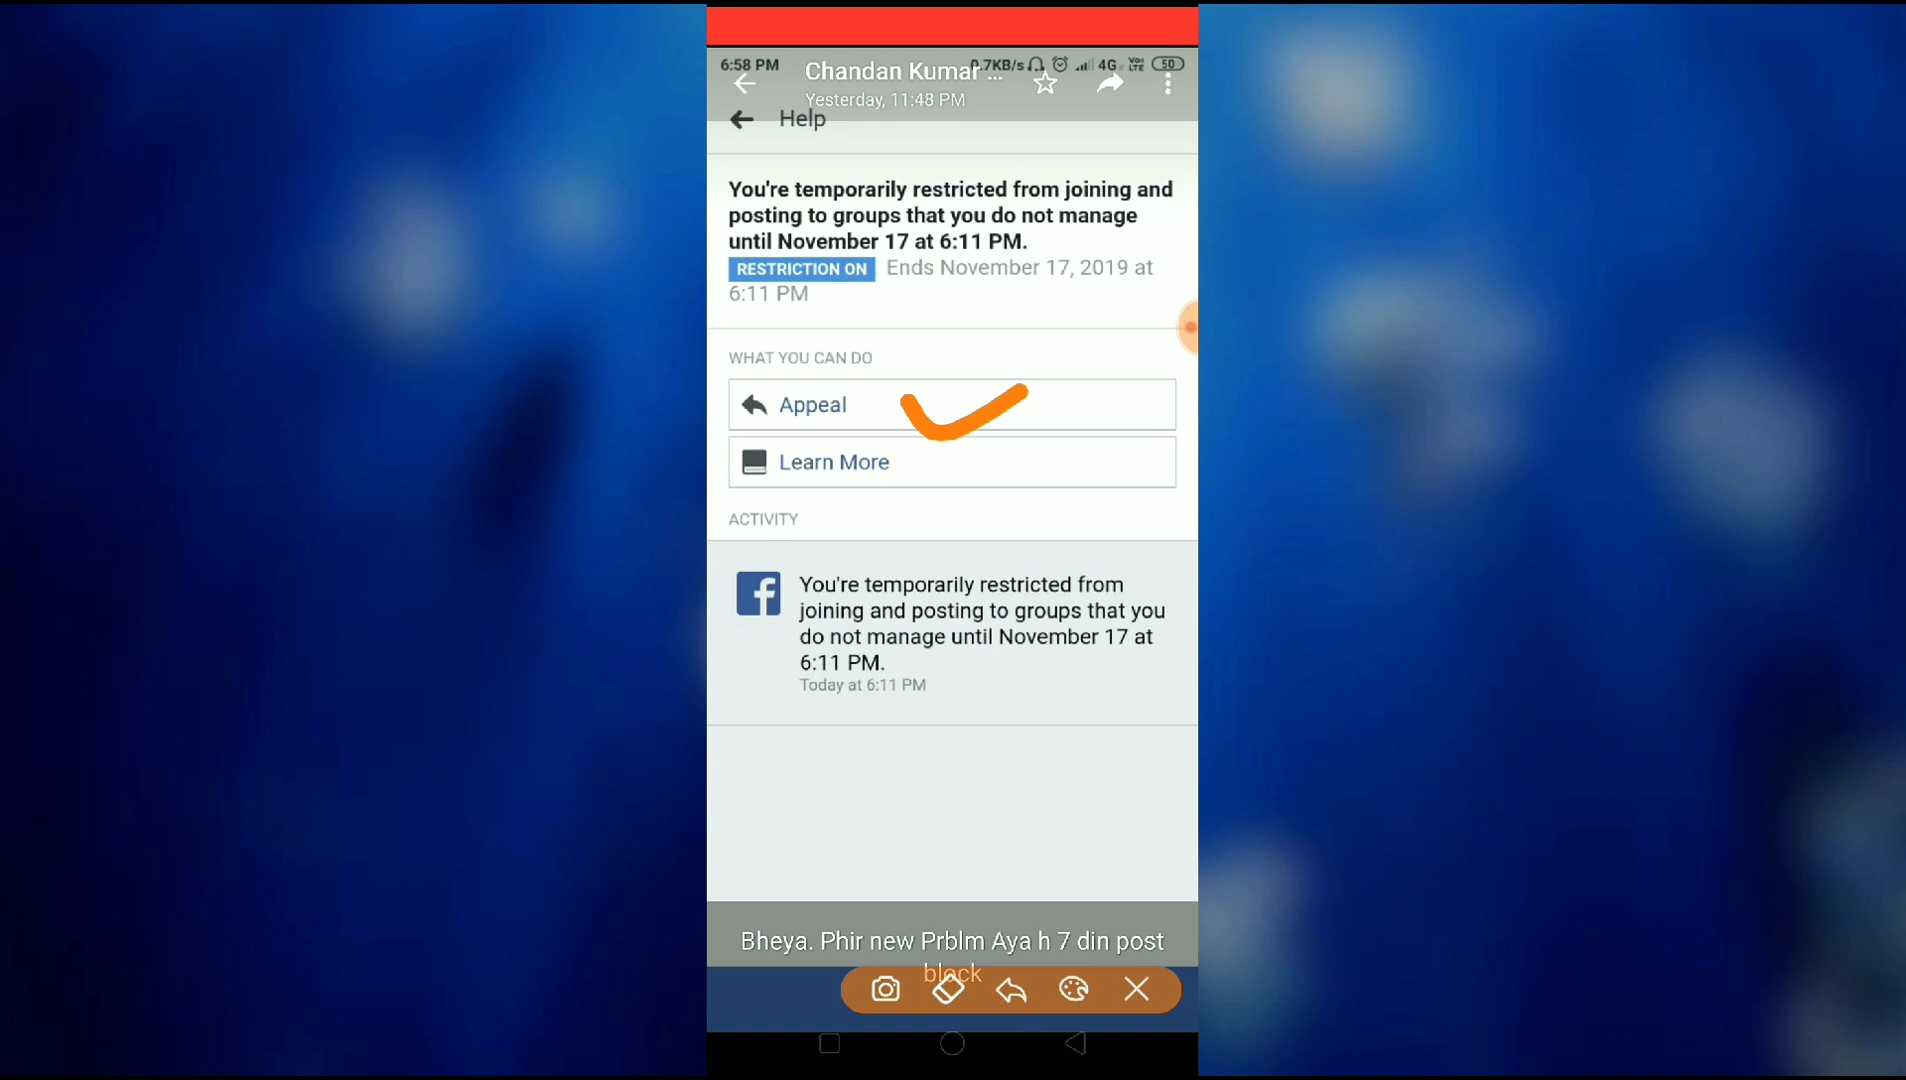 6:58 PM
0.7KB/s 4G VoLTE 50
Chandan Kumar ...
Yesterday, 11:48 PM
Help
You're temporarily restricted from joining and
posting to groups that you do not manage
until November 17 at 6:11 PM.
RESTRICTION ON Ends November 17, 2019 at
6:11 PM
WHAT YOU CAN DO
Appeal
Learn More
ACTIVITY
You're temporarily restricted from
joining and posting to groups that you
do not manage until November 17 at
6:11 PM.
Today at 6:11 PM
Bheya. Phir new Prblm Aya h 7 din post
block